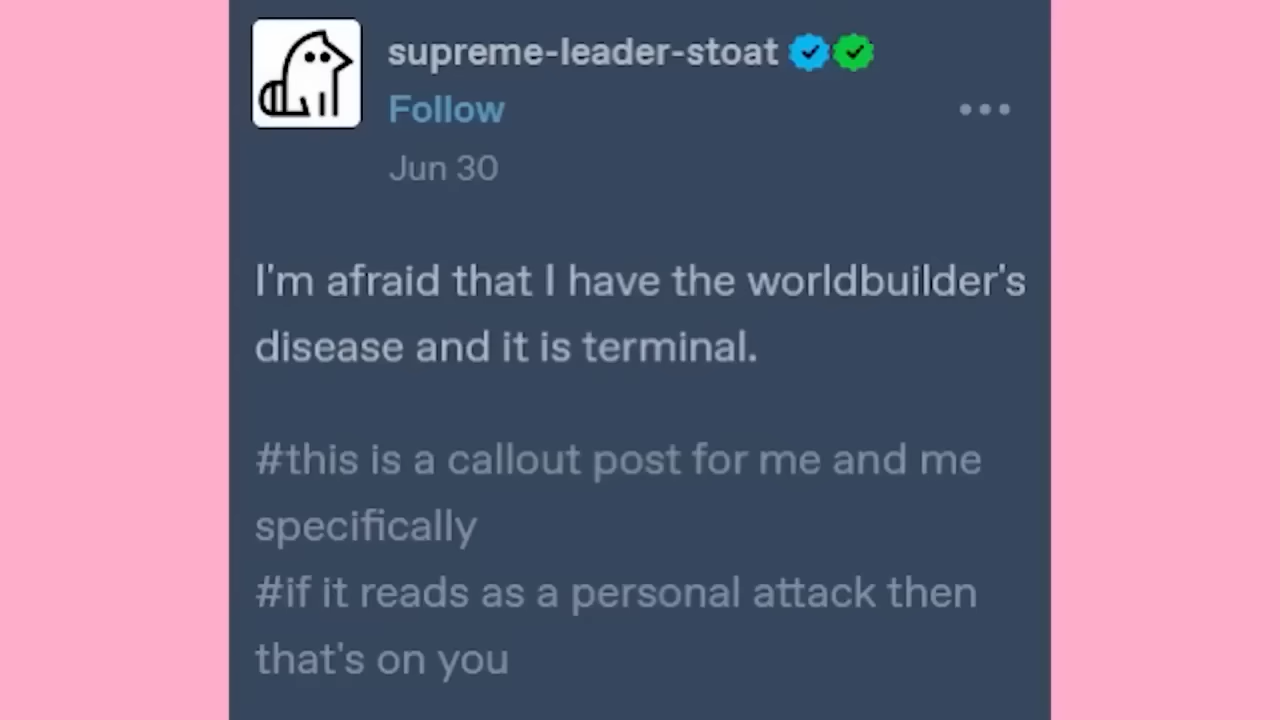 supreme-leader-stoat
Follow
Jun 30
I'm afraid that I have the worldbuilder's
disease and it is terminal.
#this is a callout post for me and me
specifically
#if it reads as a personal attack then
that's on you